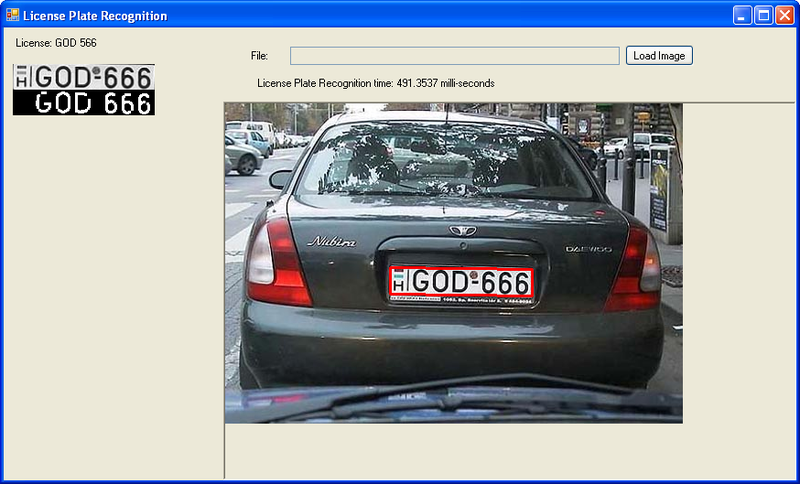 License Plate Recognition
License: GOD 566
File:
Load Image
License Plate Recognition time: 491.3537 milli-seconds
H GOD-666
GOD 666
Nubira
DAEWOO
H GOD-666